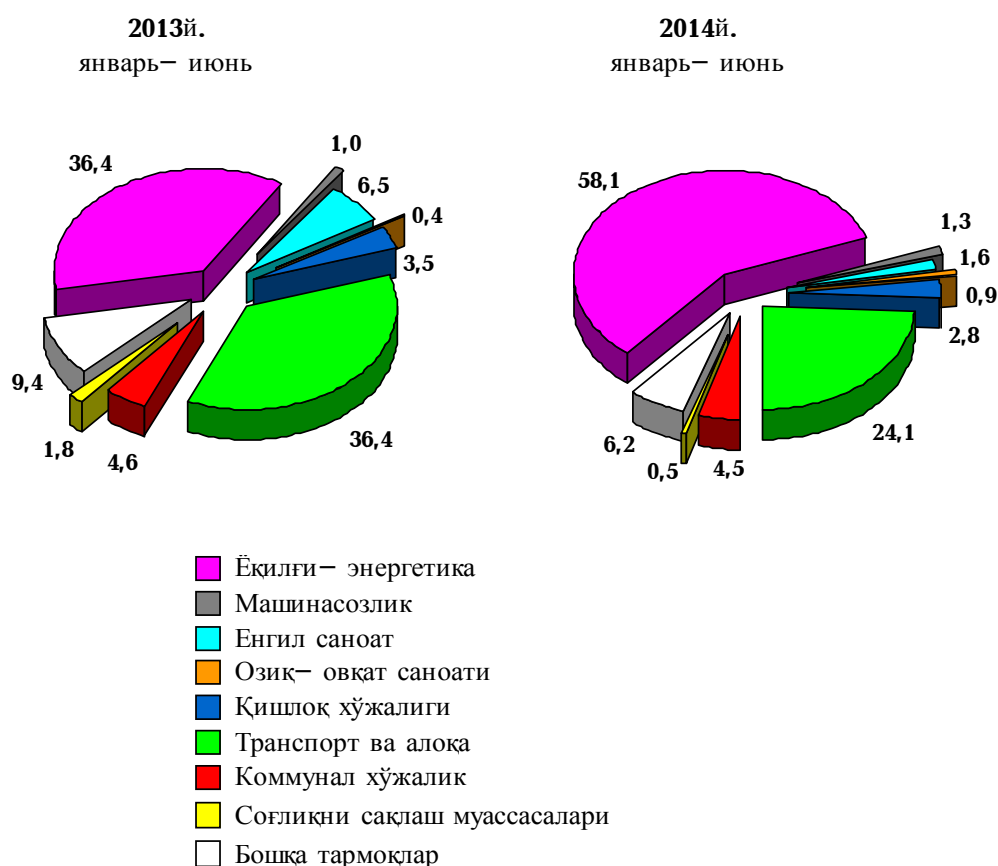 2013й.
январь— июнь
36,4
1,0
6,5
0,4
3,5
36,4
4,6
1,8
9,4
2014й.
январь— июнь
58,1
1,3
1,6
0,9
2,8
24,1
4,5
0,5
6,2
Ёқилғи— энергетика
Машинасозлик
Енгил саноат
Озиқ— овқат саноати
Қишлоқ хўжалиги
Транспорт ва алоқа
Коммунал хўжалик
Соғлиқни сақлаш муассасалари
Бошқа тармоқлар